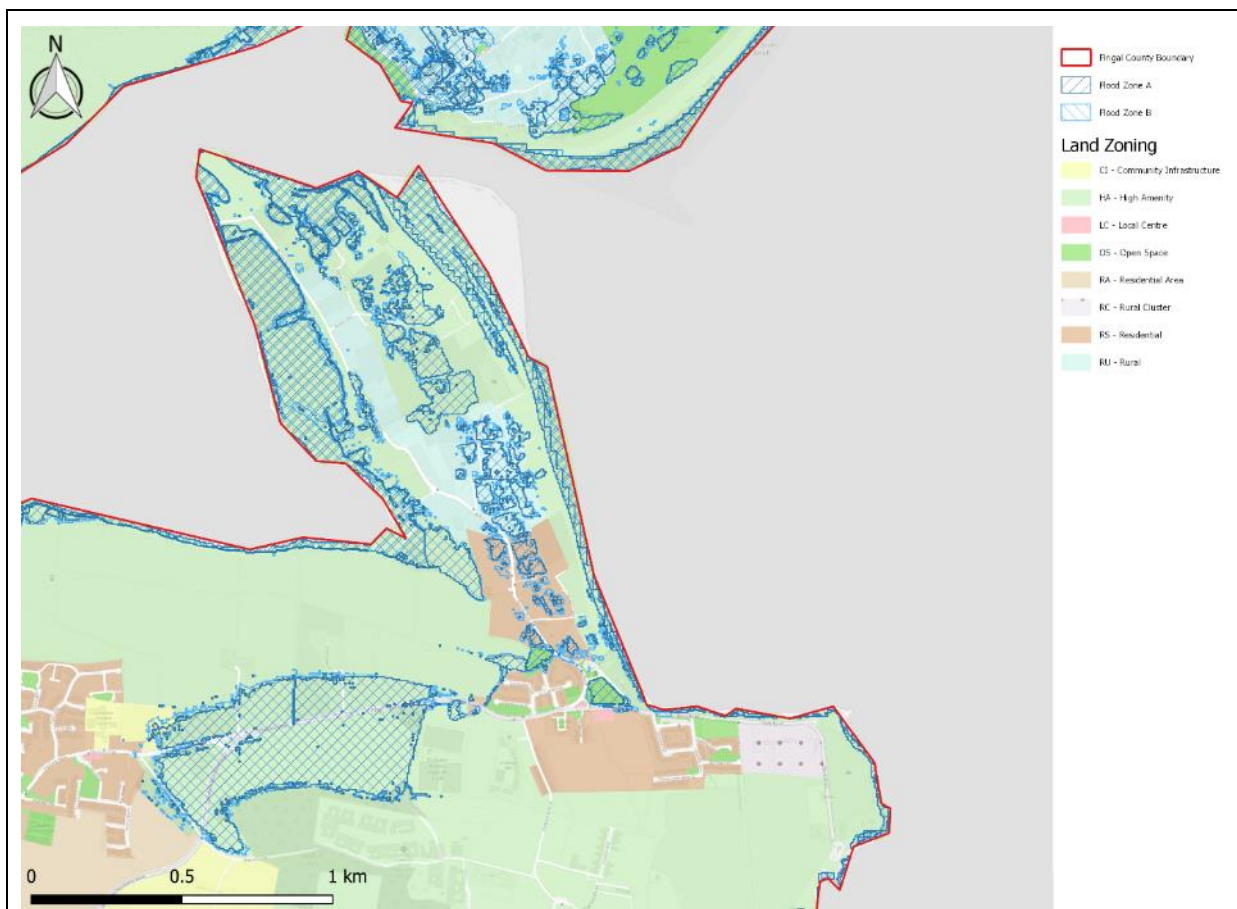 N
Fingal County Boundary
Flood Zone A
Flood Zone B
Land Zoning
CI - Community Infrastructure
HA - High Amenity
LC - Local Centre
OS - Open Space
RA - Residential Area
RC - Rural Cluster
RS - Residential
RU - Rural
0 0.5 1 km